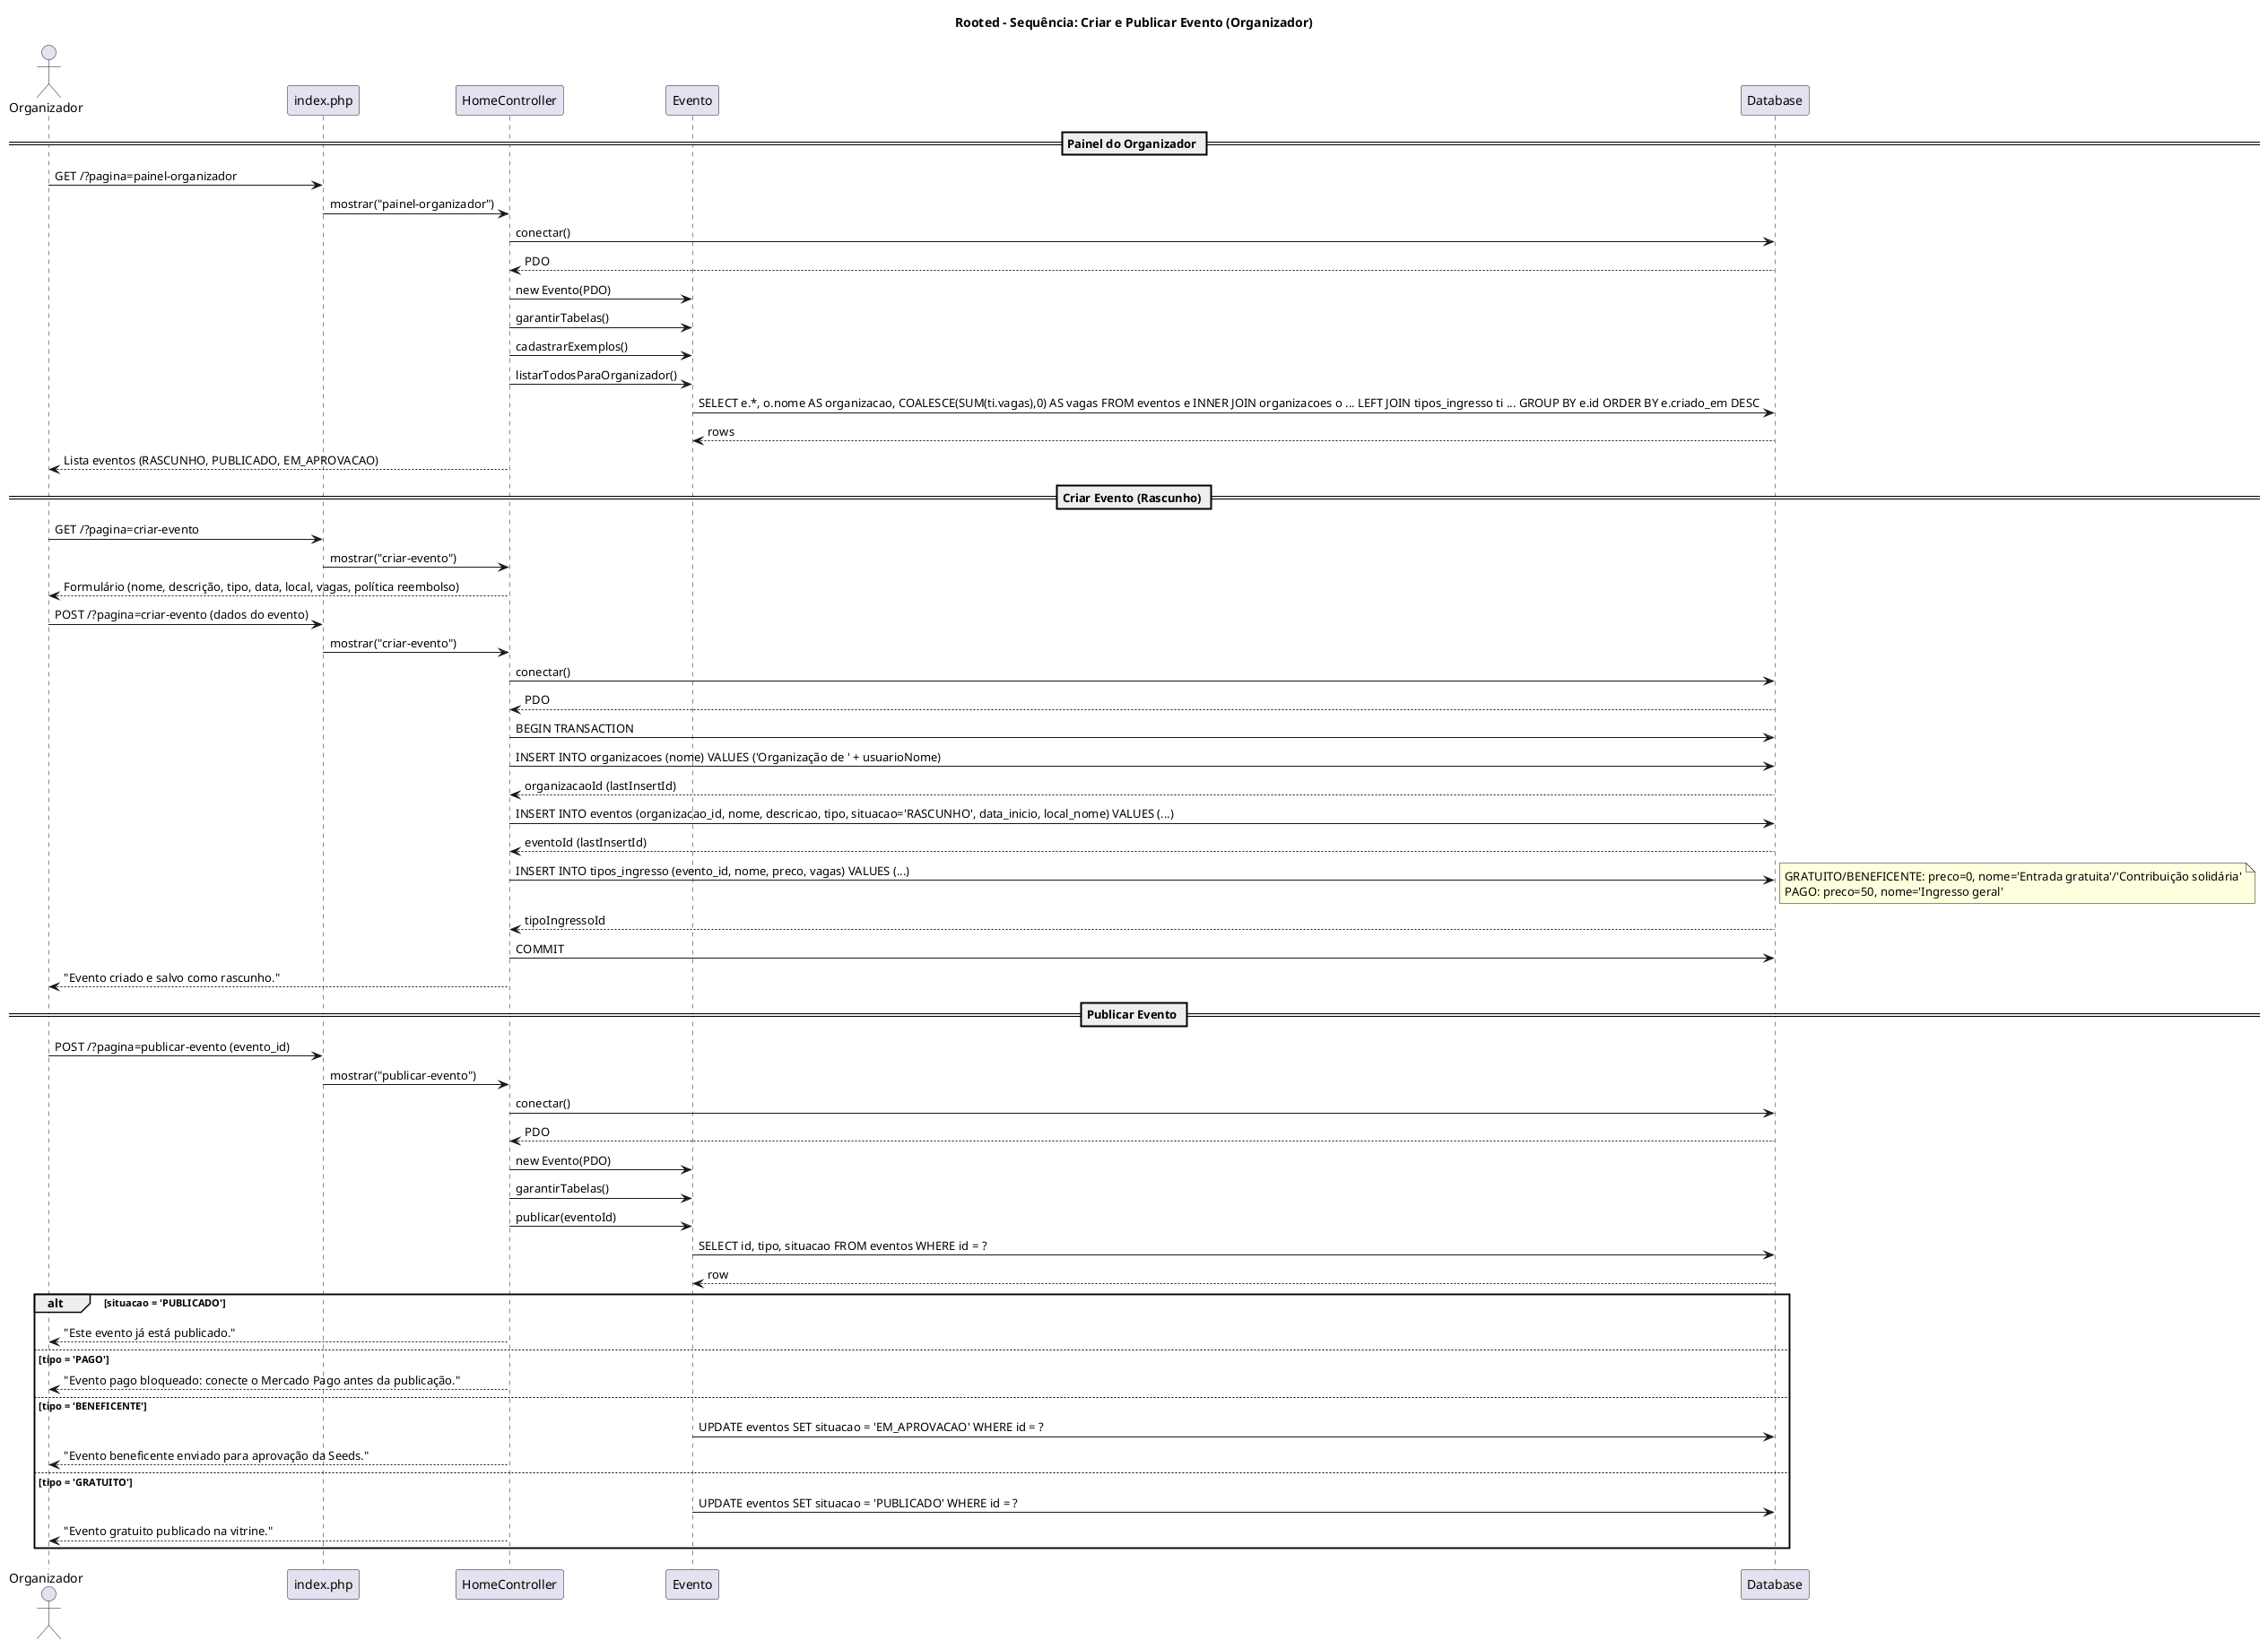 Rooted - Sequência: Criar e Publicar Evento (Organizador)
Organizador
index.php
HomeController
Evento
Database
Painel do Organizador
GET /?pagina=painel-organizador
mostrar("painel-organizador")
conectar()
PDO
new Evento(PDO)
garantirTabelas()
cadastrarExemplos()
listarTodosParaOrganizador()
SELECT e.*, o.nome AS organizacao, COALESCE(SUM(ti.vagas),0) AS vagas FROM eventos e INNER JOIN organizacoes o ... LEFT JOIN tipos_ingresso ti ... GROUP BY e.id ORDER BY e.criado_em DESC
rows
Lista eventos (RASCUNHO, PUBLICADO, EM_APROVACAO)
Criar Evento (Rascunho)
GET /?pagina=criar-evento
mostrar("criar-evento")
Formulário (nome, descrição, tipo, data, local, vagas, política reembolso)
POST /?pagina=criar-evento (dados do evento)
mostrar("criar-evento")
conectar()
PDO
BEGIN TRANSACTION
INSERT INTO organizacoes (nome) VALUES ('Organização de ' + usuarioNome)
organizacaoId (lastInsertId)
INSERT INTO eventos (organizacao_id, nome, descricao, tipo, situacao='RASCUNHO', data_inicio, local_nome) VALUES (...)
eventoId (lastInsertId)
INSERT INTO tipos_ingresso (evento_id, nome, preco, vagas) VALUES (...)
GRATUITO/BENEFICENTE: preco=0, nome='Entrada gratuita'/'Contribuição solidária'
PAGO: preco=50, nome='Ingresso geral'
tipoIngressoId
COMMIT
"Evento criado e salvo como rascunho."
Publicar Evento
POST /?pagina=publicar-evento (evento_id)
mostrar("publicar-evento")
conectar()
PDO
new Evento(PDO)
garantirTabelas()
publicar(eventoId)
SELECT id, tipo, situacao FROM eventos WHERE id = ?
row
alt [situacao = 'PUBLICADO']
"Este evento já está publicado."
[tipo = 'PAGO']
"Evento pago bloqueado: conecte o Mercado Pago antes da publicação."
[tipo = 'BENEFICENTE']
UPDATE eventos SET situacao = 'EM_APROVACAO' WHERE id = ?
"Evento beneficente enviado para aprovação da Seeds."
[tipo = 'GRATUITO']
UPDATE eventos SET situacao = 'PUBLICADO' WHERE id = ?
"Evento gratuito publicado na vitrine."
Organizador
index.php
HomeController
Evento
Database